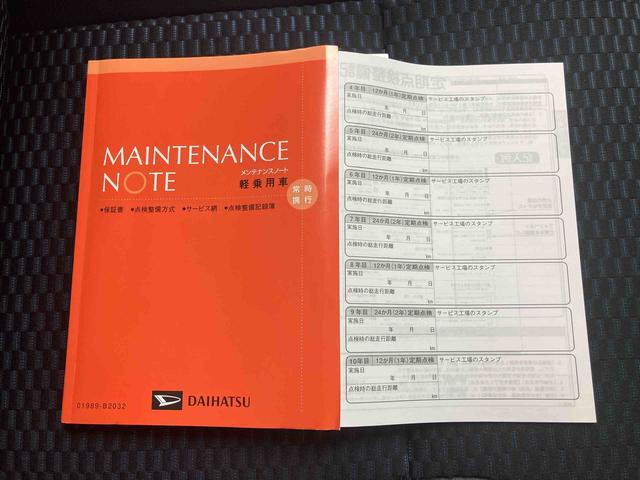 MAINTENANCE
NOTE
メンテナンスノート
軽乗用車
常時
携行
●保証書 ●点検整備方式 ●サービス網 ●点検整備記録簿
DAIHATSU
01989-B2032
4年目 12か月(1年)定期点検 サービス工場のスタンプ
実施日
年 月 日
点検時の総走行距離
km
5年目 24か月(2年)定期点検 サービス工場のスタンプ
実施日
年 月 日
点検時の総走行距離
km
6年目 12か月(1年)定期点検 サービス工場のスタンプ
実施日
年 月 日
点検時の総走行距離
km
7年目 24か月(2年)定期点検 サービス工場のスタンプ
実施日
年 月 日
点検時の総走行距離
km
8年目 12か月(1年)定期点検 サービス工場のスタンプ
実施日
年 月 日
点検時の総走行距離
km
9年目 24か月(2年)定期点検 サービス工場のスタンプ
実施日
年 月 日
点検時の総走行距離
km
10年目 12か月(1年)定期点検 サービス工場のスタンプ
実施日
年 月 日
点検時の総走行距離
km